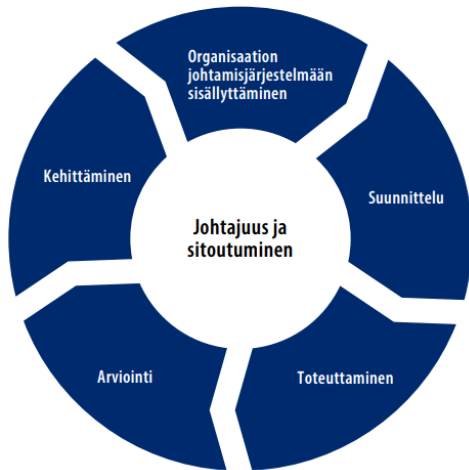 Organisaation
johtamisjärjestelmään
sisällyttäminen
Suunnittelu
Toteuttaminen
Arviointi
Kehittäminen
Johtajuus ja
sitoutuminen